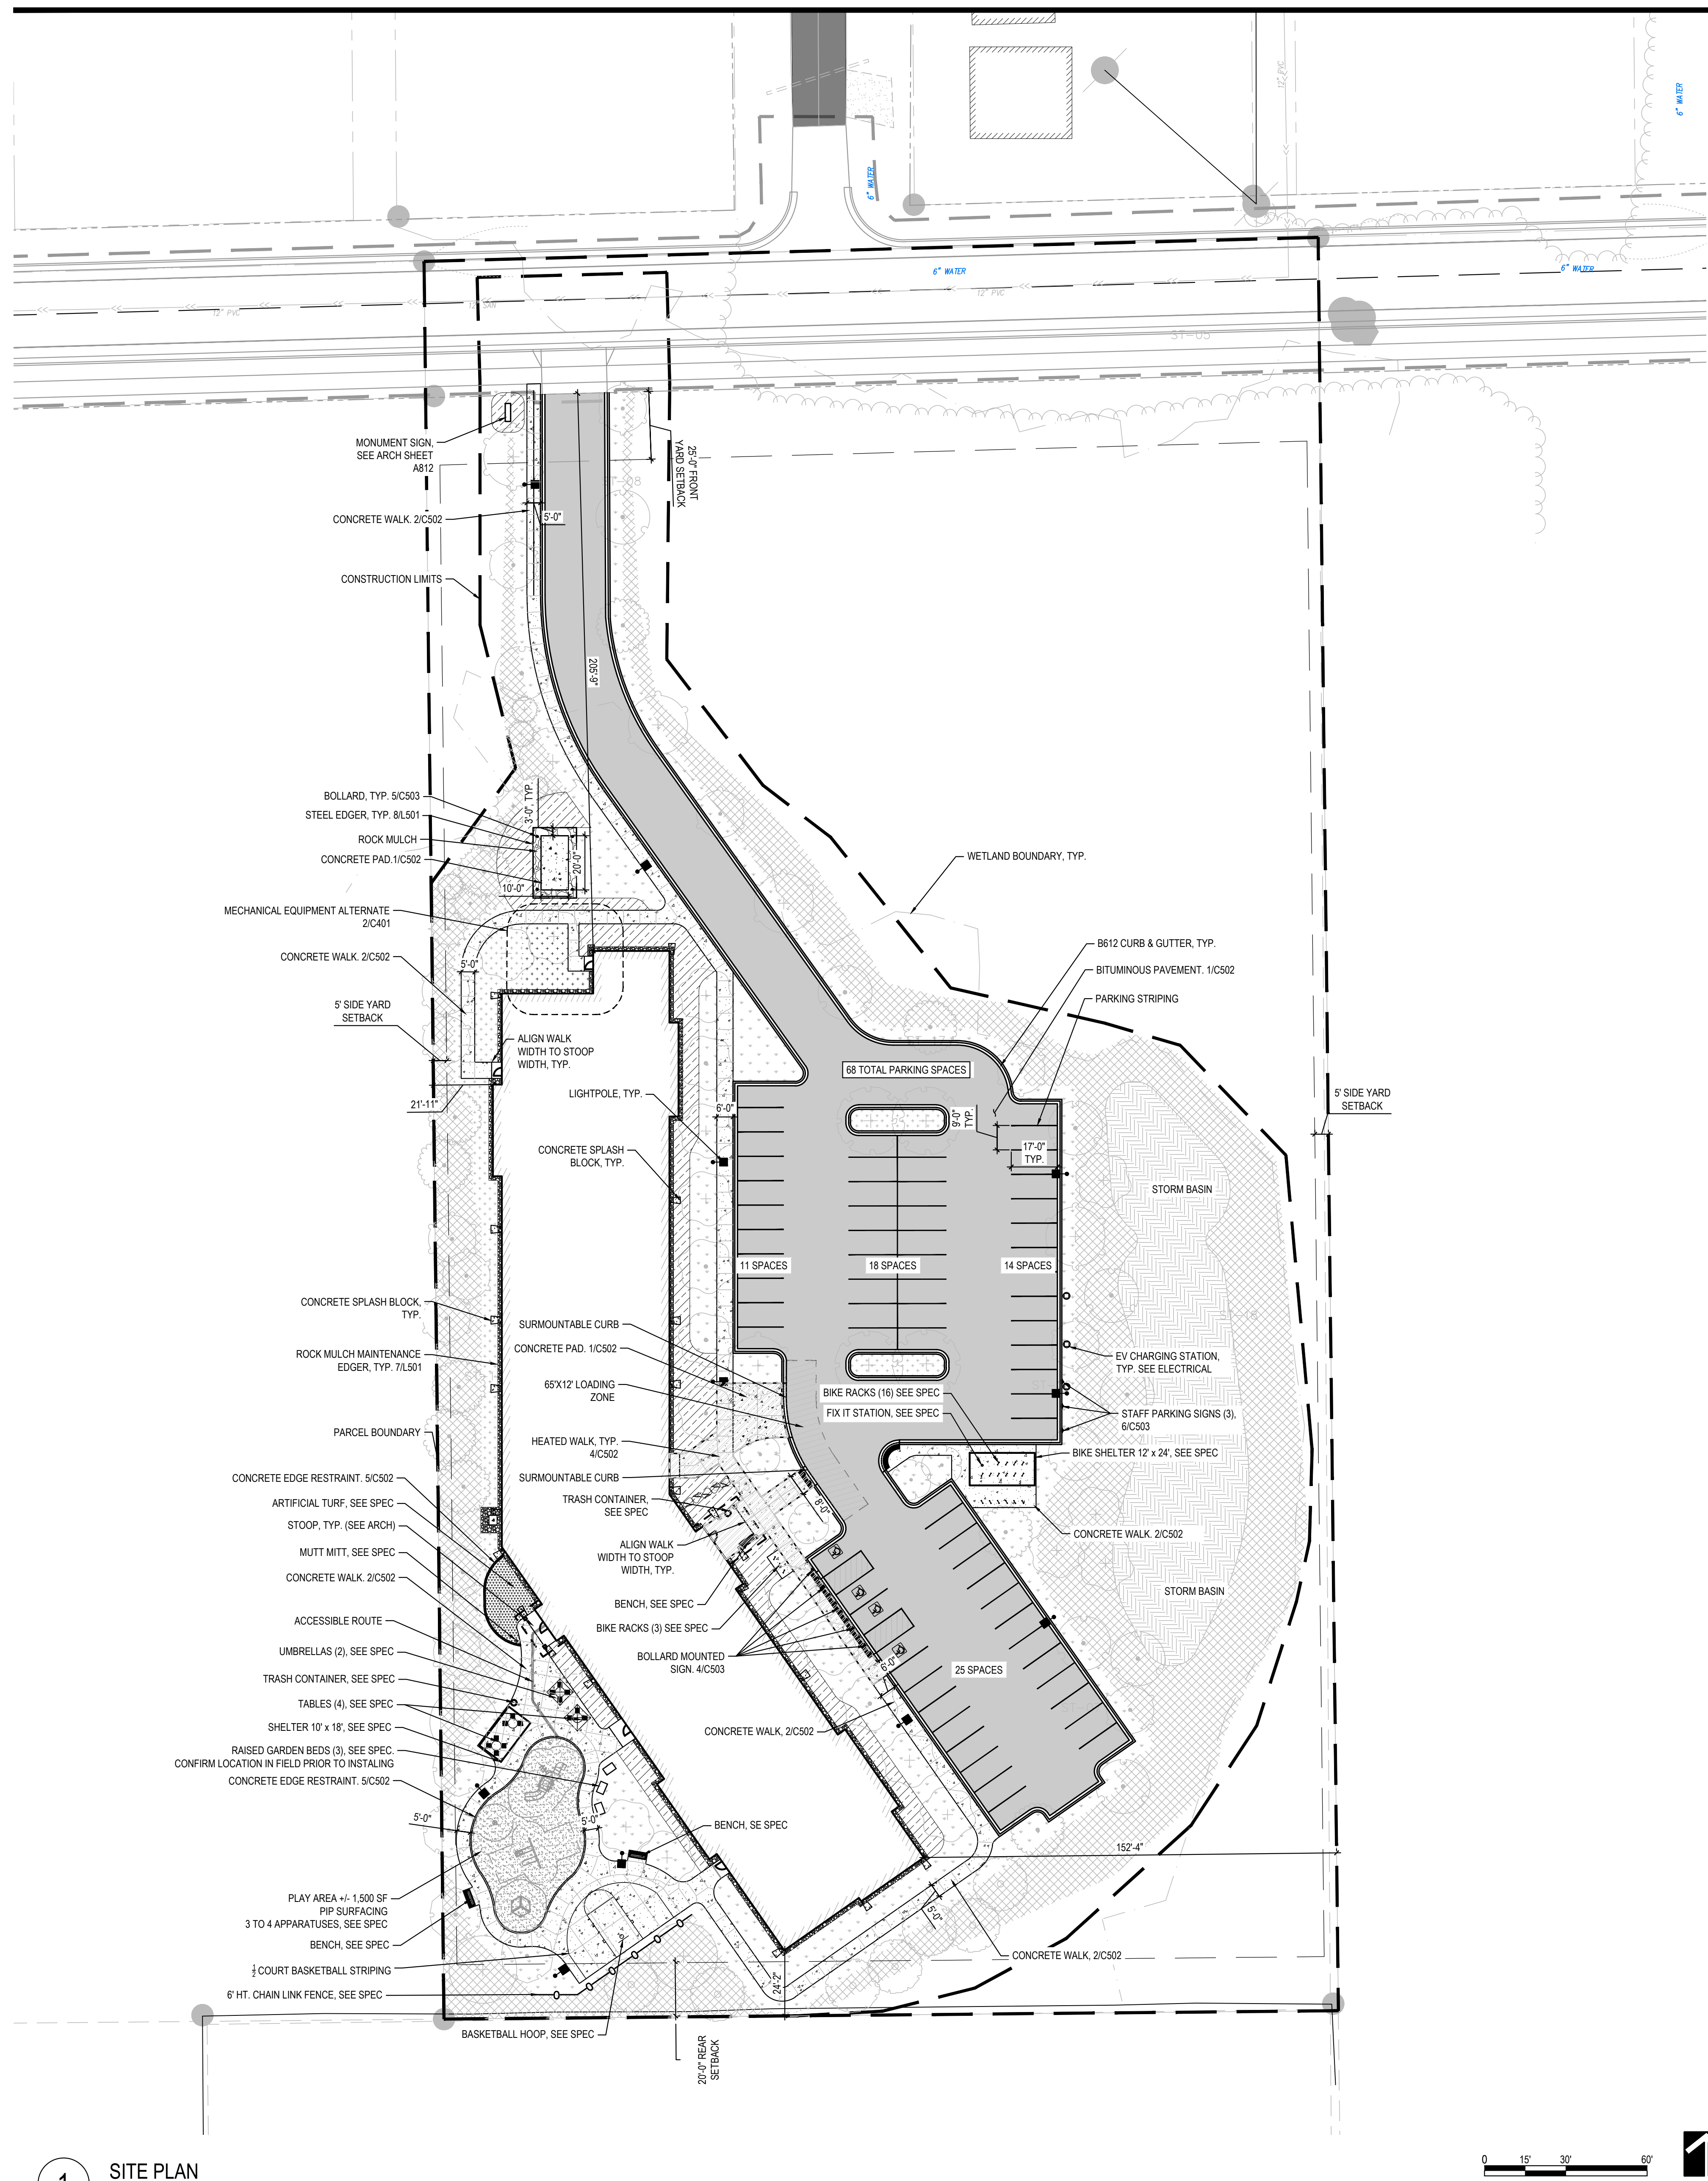 12" PVC
6" WATER
6" WATER
6" WATER
6" WATER
12" PVC
12" SAN
12" PVC
ST-05
MONUMENT SIGN,
SEE ARCH SHEET
A812
25'-0" FRONT
YARD SETBACK
CONCRETE WALK. 2/C502
5'-0"
CONSTRUCTION LIMITS
205'-9"
BOLLARD, TYP. 5/C503
STEEL EDGER, TYP. 8/L501
ROCK MULCH
CONCRETE PAD.1/C502
3'-0" TYP.
20'-0"
10'-0"
WETLAND BOUNDARY, TYP.
MECHANICAL EQUIPMENT ALTERNATE
2/C401
B612 CURB & GUTTER, TYP.
BITUMINOUS PAVEMENT. 1/C502
PARKING STRIPING
CONCRETE WALK. 2/C502
5'-0"
5' SIDE YARD
SETBACK
ALIGN WALK
WIDTH TO STOOP
WIDTH, TYP.
68 TOTAL PARKING SPACES
LIGHTPOLE, TYP.
21'-11"
6'-0"
9'-0"
TYP.
17'-0"
TYP.
5' SIDE YARD
SETBACK
CONCRETE SPLASH
BLOCK, TYP.
STORM BASIN
11 SPACES
18 SPACES
14 SPACES
CONCRETE SPLASH BLOCK,
TYP.
SURMOUNTABLE CURB
CONCRETE PAD. 1/C502
ROCK MULCH MAINTENANCE
EDGER, TYP. 7/L501
EV CHARGING STATION,
TYP. SEE ELECTRICAL
65'X12' LOADING
ZONE
BIKE RACKS (16) SEE SPEC
FIX IT STATION, SEE SPEC
STAFF PARKING SIGNS (3),
6/C503
PARCEL BOUNDARY
HEATED WALK, TYP.
4/C502
BIKE SHELTER 12' x 24', SEE SPEC
CONCRETE EDGE RESTRAINT. 5/C502
SURMOUNTABLE CURB
TRASH CONTAINER,
SEE SPEC
8'-0"
ARTIFICIAL TURF, SEE SPEC
STOOP, TYP. (SEE ARCH)
CONCRETE WALK. 2/C502
ALIGN WALK
WIDTH TO STOOP
WIDTH, TYP.
MUTT MITT, SEE SPEC
CONCRETE WALK. 2/C502
STORM BASIN
BENCH, SEE SPEC
ACCESSIBLE ROUTE
BIKE RACKS (3) SEE SPEC
UMBRELLAS (2), SEE SPEC
BOLLARD MOUNTED
SIGN. 4/C503
6'-0"
25 SPACES
TRASH CONTAINER, SEE SPEC
TABLES (4), SEE SPEC
SHELTER 10' x 18', SEE SPEC
CONCRETE WALK, 2/C502
RAISED GARDEN BEDS (3), SEE SPEC.
CONFIRM LOCATION IN FIELD PRIOR TO INSTALING
CONCRETE EDGE RESTRAINT. 5/C502
5'-0"
5'-0"
BENCH, SE SPEC
152'-4"
PLAY AREA +/- 1,500 SF
PIP SURFACING
3 TO 4 APPARATUSES, SEE SPEC
5'-0"
BENCH, SEE SPEC
CONCRETE WALK, 2/C502
½ COURT BASKETBALL STRIPING
24'-2"
6' HT. CHAIN LINK FENCE, SEE SPEC
BASKETBALL HOOP, SEE SPEC
20'-0" REAR
SETBACK
1
SITE PLAN
0 15' 30' 60'